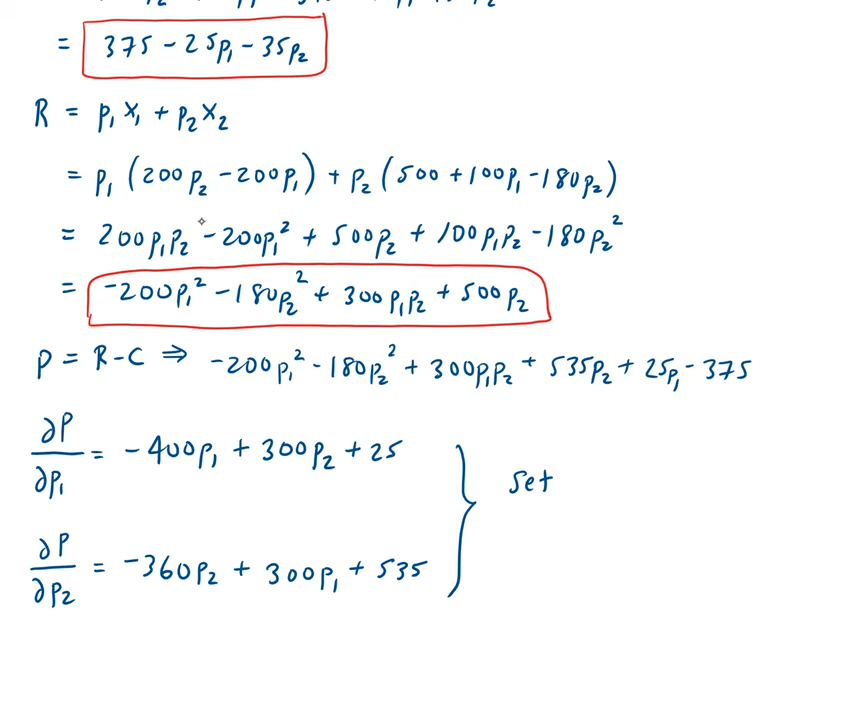 = 375 - 25p₁ - 35p₂
R = p₁x₁ + p₂x₂
= p₁(200p₂ - 200p₁) + p₂(500 + 100p₁ - 180p₂)
= 200p₁p₂ - 200p₁² + 500p₂ + 100p₁p₂ - 180p₂²
= -200p₁² - 180p₂² + 300p₁p₂ + 500p₂
P = R-C ⇒ -200p₁² - 180p₂² + 300p₁p₂ + 535p₂ + 25p₁ - 375
∂P/∂p₁ = -400p₁ + 300p₂ + 25
} set
∂P/∂p₂ = -360p₂ + 300p₁ + 535